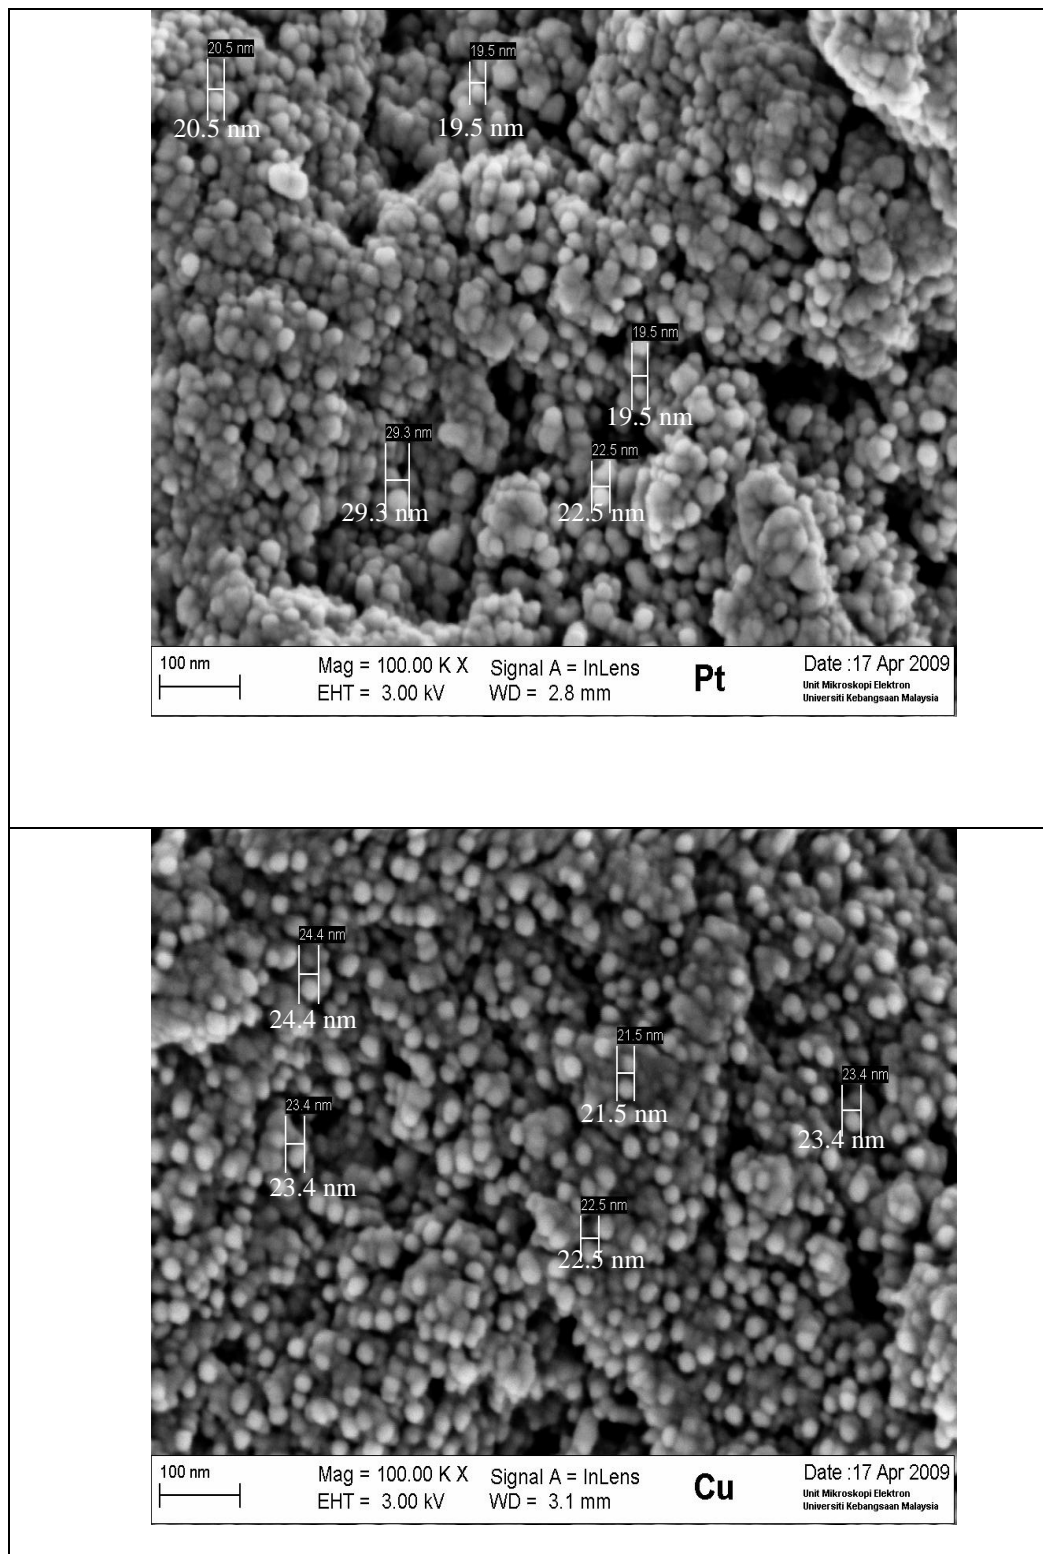 20.5 nm
19.5 nm
20.5 nm
19.5 nm
19.5 nm
19.5 nm
29.3 nm
22.5 nm
29.3 nm
22.5 nm
100 nm
Mag = 100.00 K X
Signal A = InLens
Pt
Date :17 Apr 2009
EHT = 3.00 kV
WD = 2.8 mm
Unit Mikroskopi Elektron
Universiti Kebangsaan Malaysia
24.4 nm
24.4 nm
21.5 nm
21.5 nm
23.4 nm
23.4 nm
23.4 nm
23.4 nm
22.5 nm
22.5 nm
100 nm
Mag = 100.00 K X
Signal A = InLens
Cu
Date :17 Apr 2009
EHT = 3.00 kV
WD = 3.1 mm
Unit Mikroskopi Elektron
Universiti Kebangsaan Malaysia